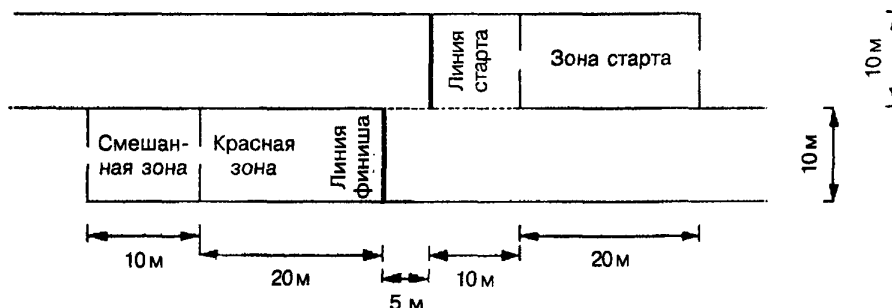 Линия
старта
Зона старта
10 м
Смешан-
ная зона
Красная
зона
Линия
финиша
10 м
10 м
20 м
5 м
10 м
20 м